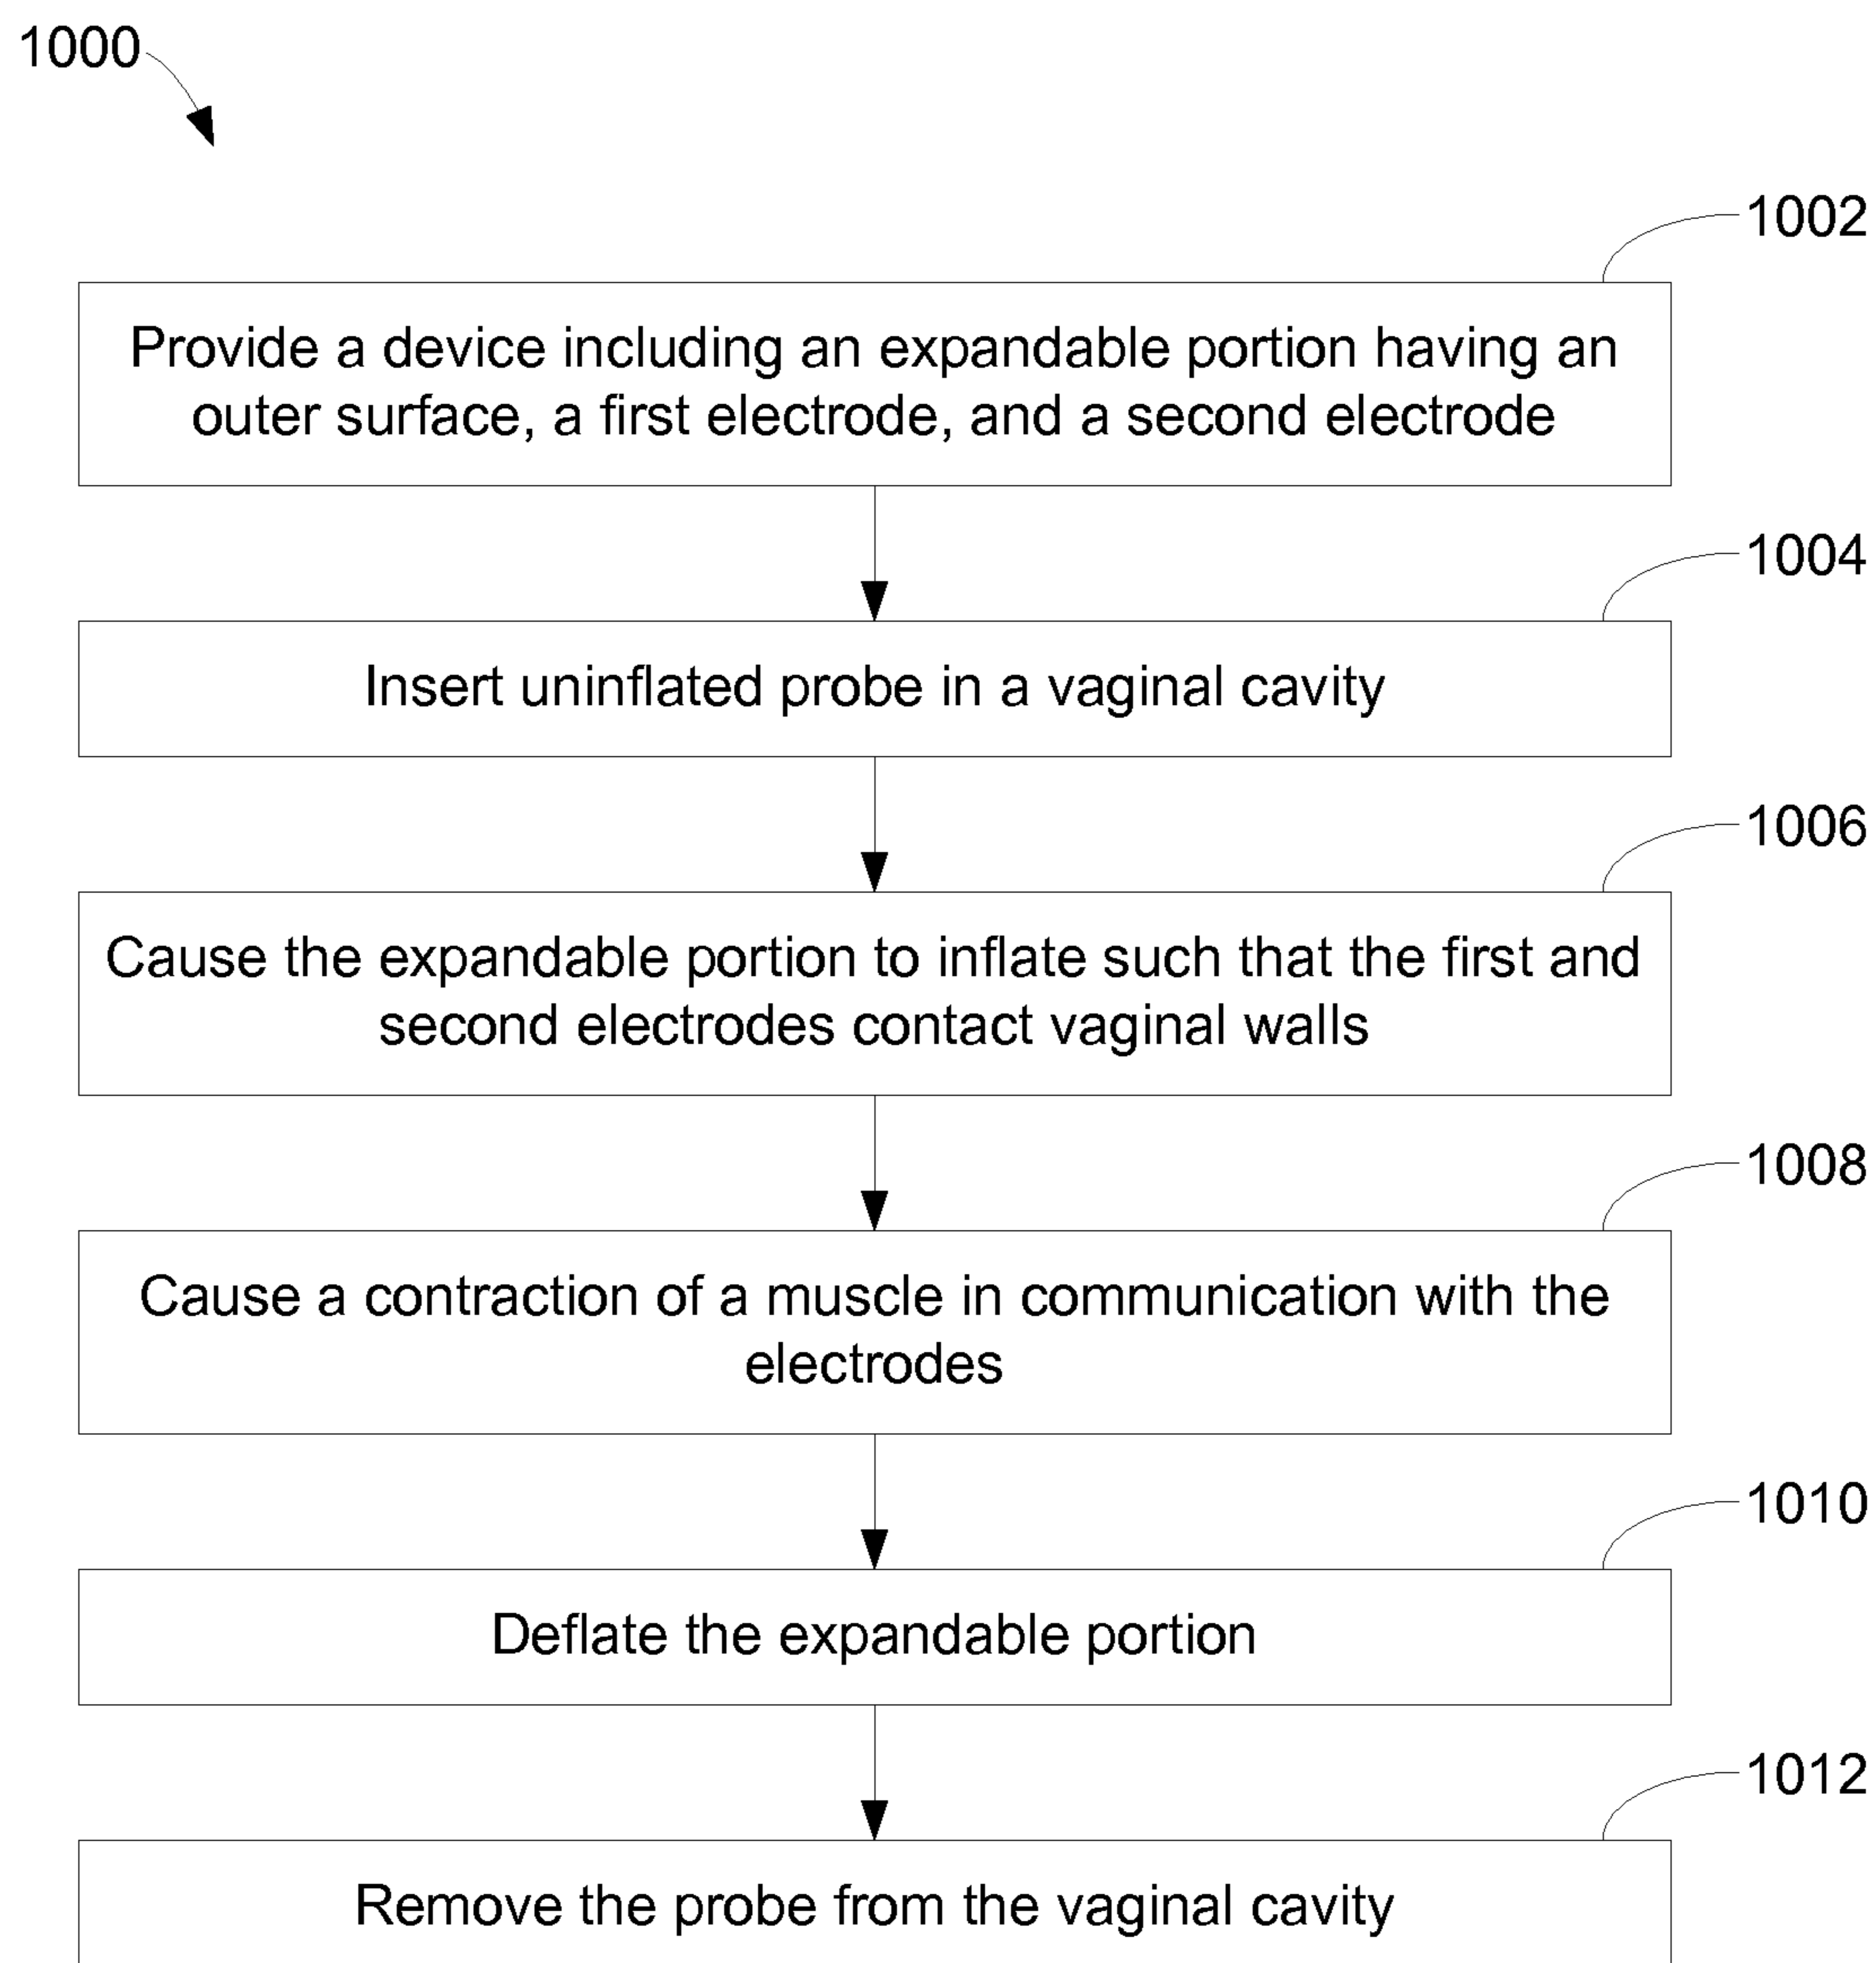 1000
1002
Provide a device including an expandable portion having an
outer surface, a first electrode, and a second electrode
1004
Insert uninflated probe in a vaginal cavity
1006
Cause the expandable portion to inflate such that the first and
second electrodes contact vaginal walls
1008
Cause a contraction of a muscle in communication with the
electrodes
1010
Deflate the expandable portion
1012
Remove the probe from the vaginal cavity